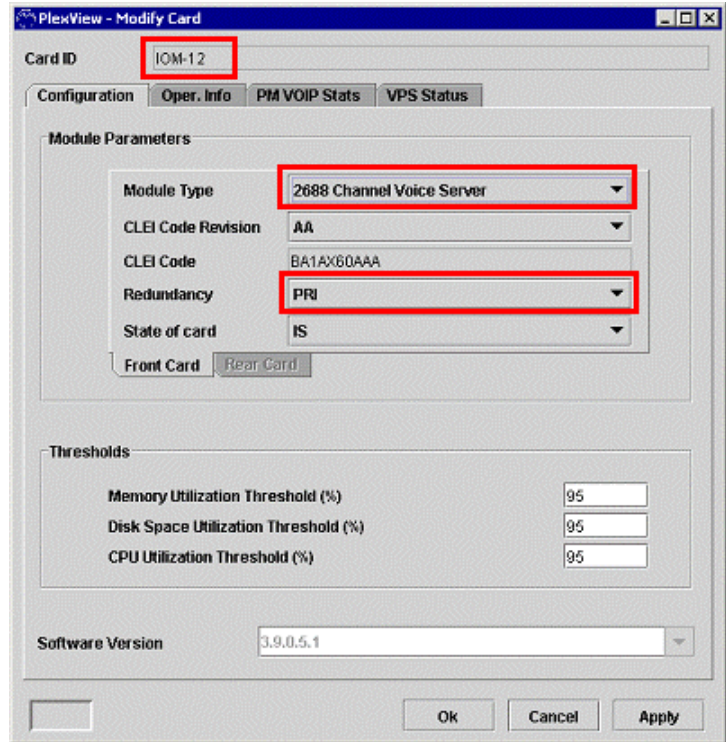 PlexView - Modify Card
Card ID IOM-12
Configuration Oper. Info PM VOIP Stats VPS Status
Module Parameters
Module Type 2688 Channel Voice Server
CLEI Code Revision AA
CLEI Code BA1AX60AAA
Redundancy PRI
State of card IS
Front Card Rear Card
Thresholds
Memory Utilization Threshold (%) 95
Disk Space Utilization Threshold (%) 95
CPU Utilization Threshold (%) 95
Software Version 3.9.0.5.1
Ok Cancel Apply